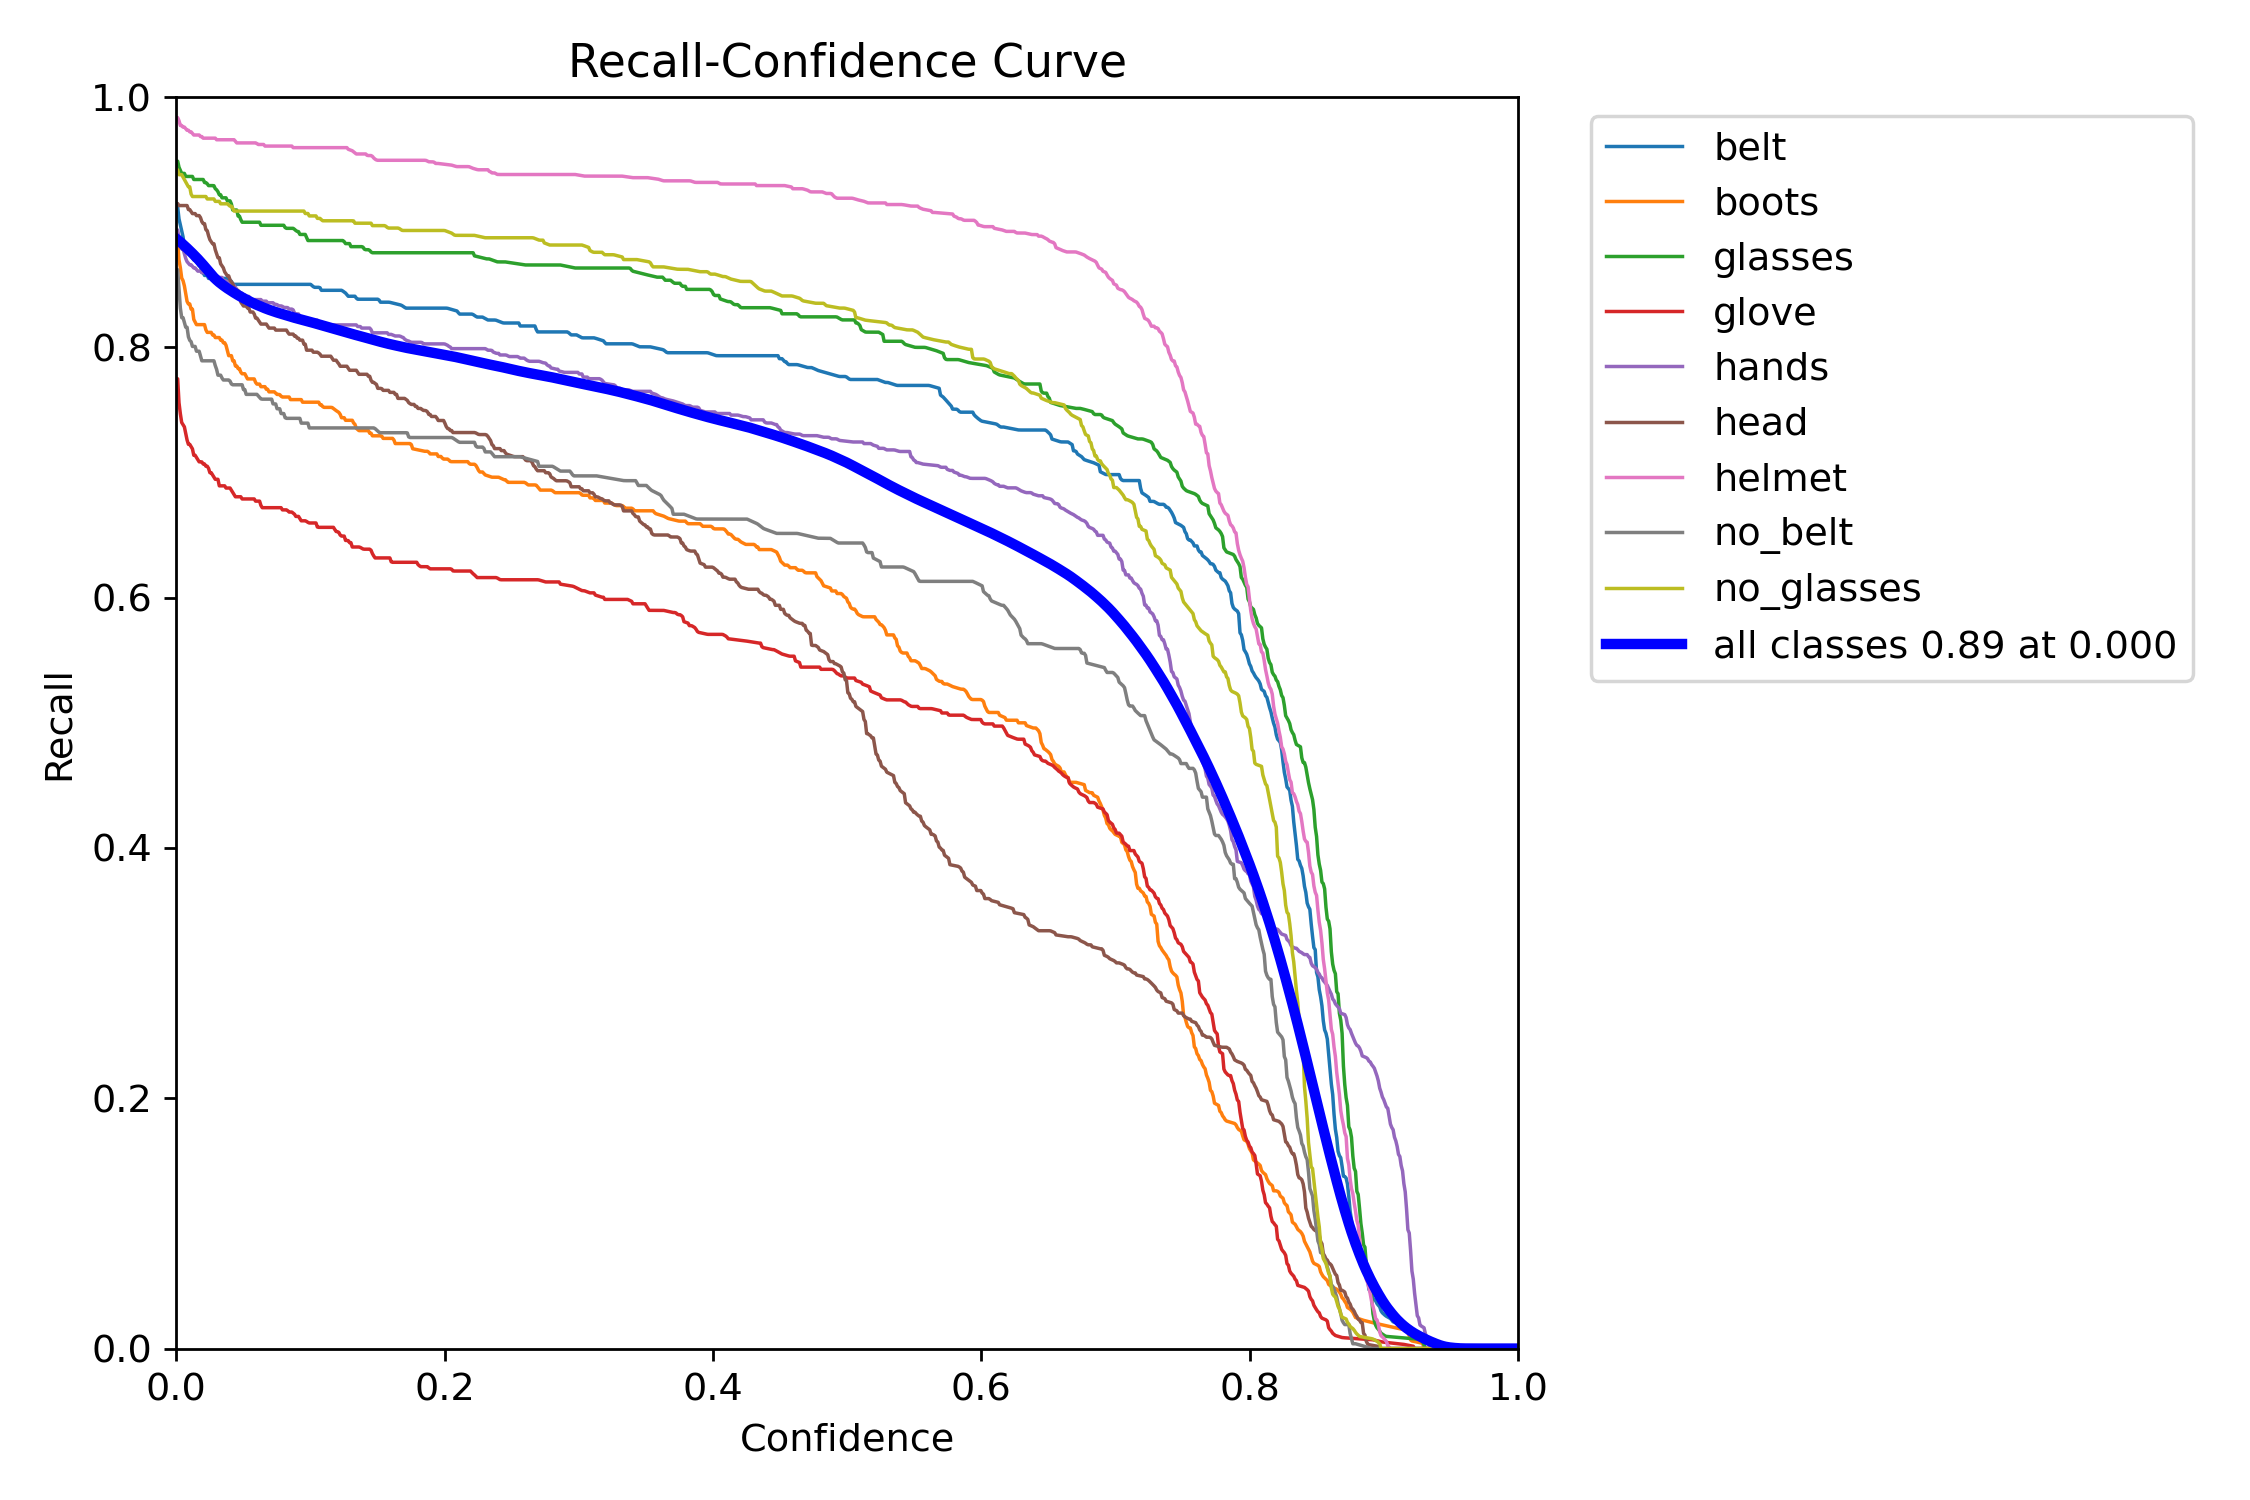 Recall-Confidence Curve
1.0
0.8
0.6
0.4
0.2
0.0
Recall
0.0 0.2 0.4 0.6 0.8 1.0
Confidence
belt
boots
glasses
glove
hands
head
helmet
no_belt
no_glasses
all classes 0.89 at 0.000